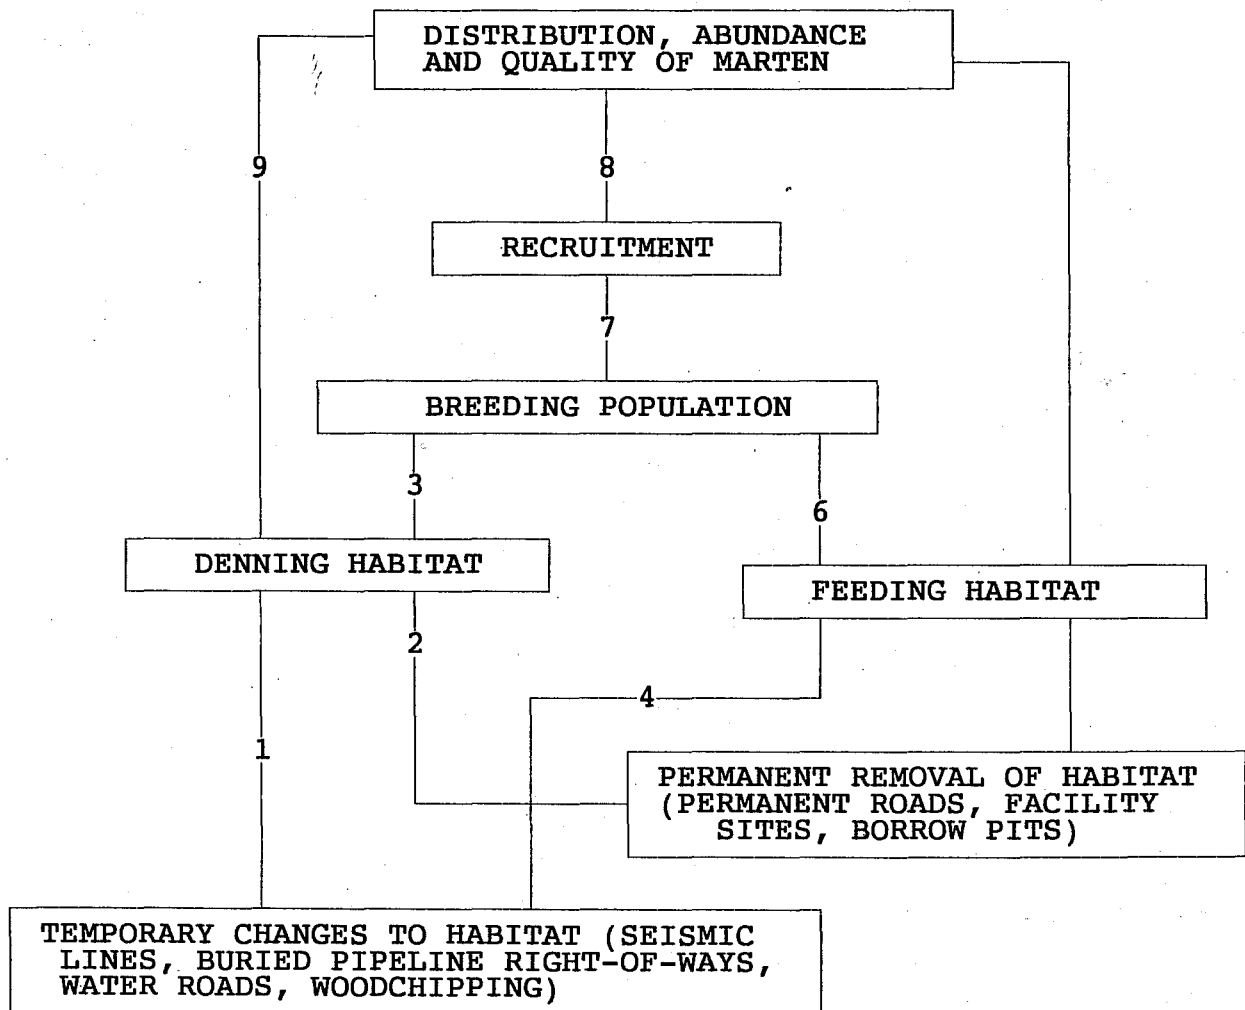 DISTRIBUTION, ABUNDANCE
AND QUALITY OF MARTEN
9
8
RECRUITMENT
7
BREEDING POPULATION
3
6
DENNING HABITAT
FEEDING HABITAT
2
4
1
PERMANENT REMOVAL OF HABITAT
(PERMANENT ROADS, FACILITY
SITES, BORROW PITS)
TEMPORARY CHANGES TO HABITAT (SEISMIC
LINES, BURIED PIPELINE RIGHT-OF-WAYS,
WATER ROADS, WOODCHIPPING)